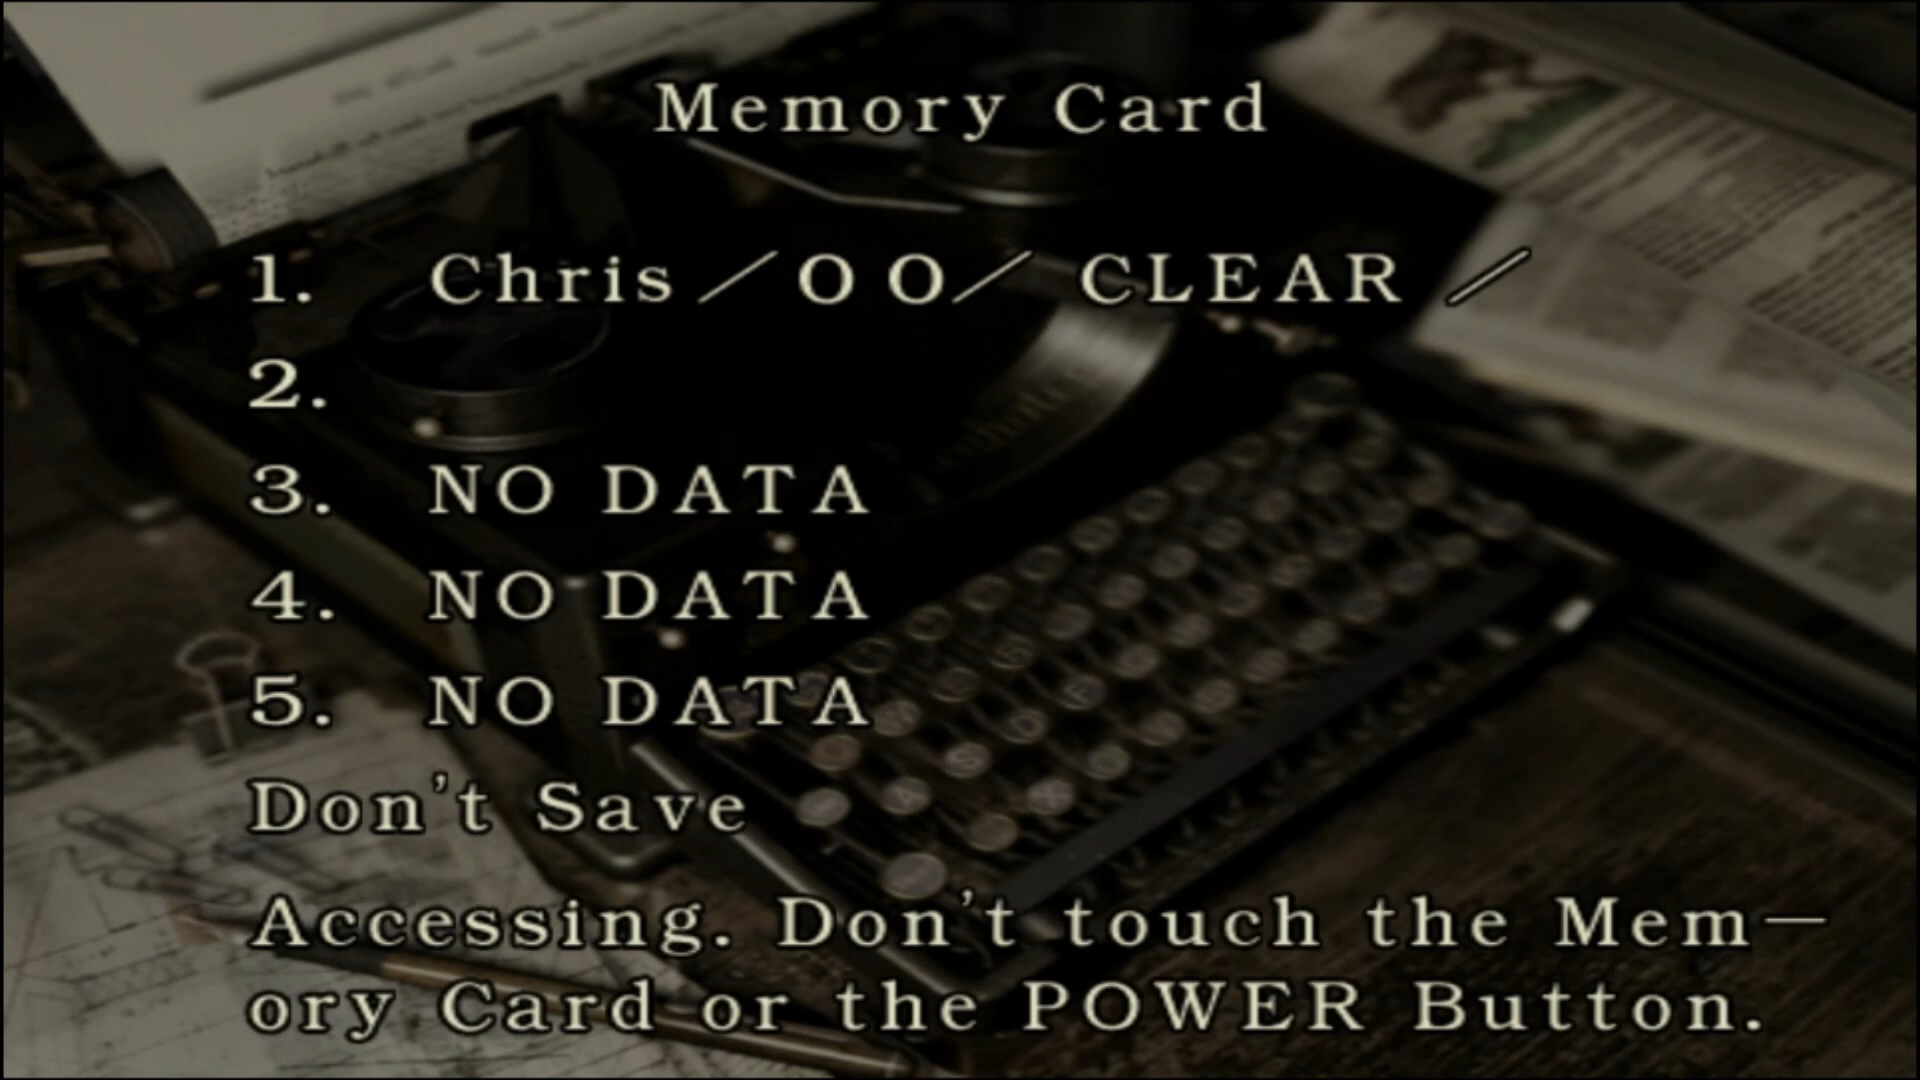 Memory Card
1. Chris／OO／ CLEAR ／
2.
3. NO DATA
4. NO DATA
5. NO DATA
Don't Save
Accessing. Don't touch the Mem—
ory Card or the POWER Button.